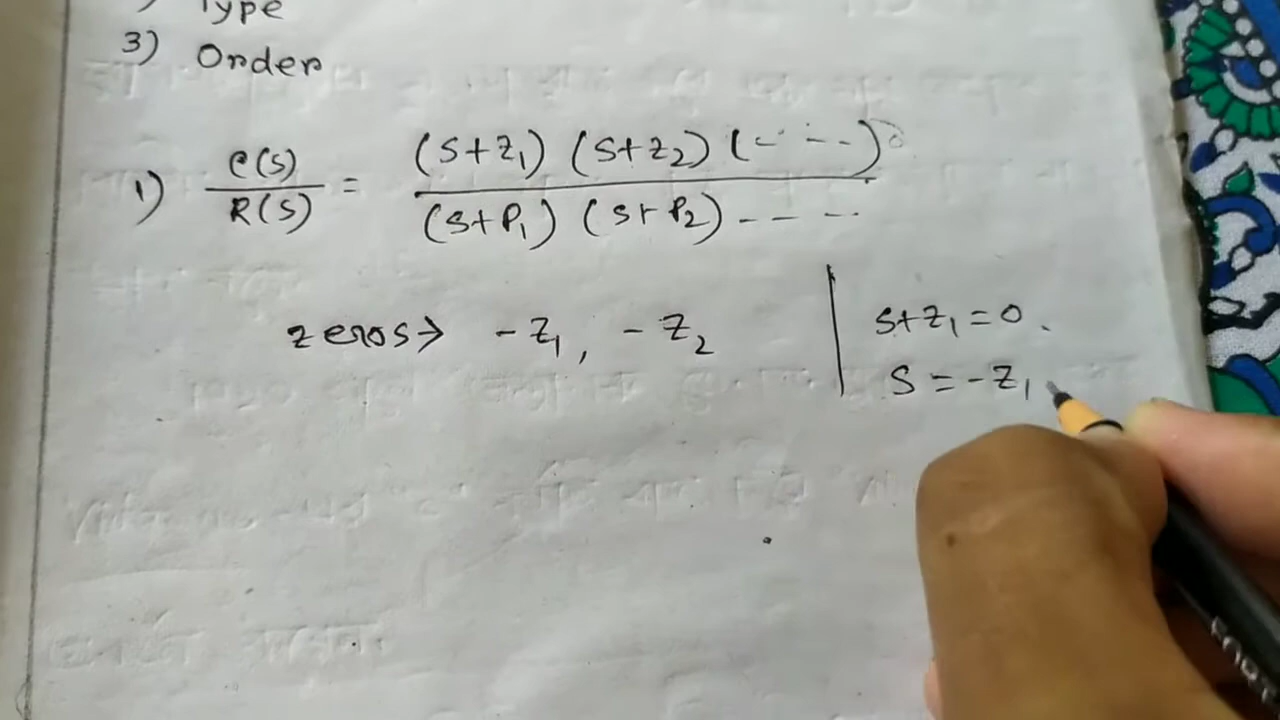 Type
3) Order
1) C(s) / R(s) = (s+z₁) (s+z₂) (- - - -) / (s+P₁) (s+P₂) - - - -
zeros → -z₁, -z₂
s+z₁ = 0.
s = -z₁